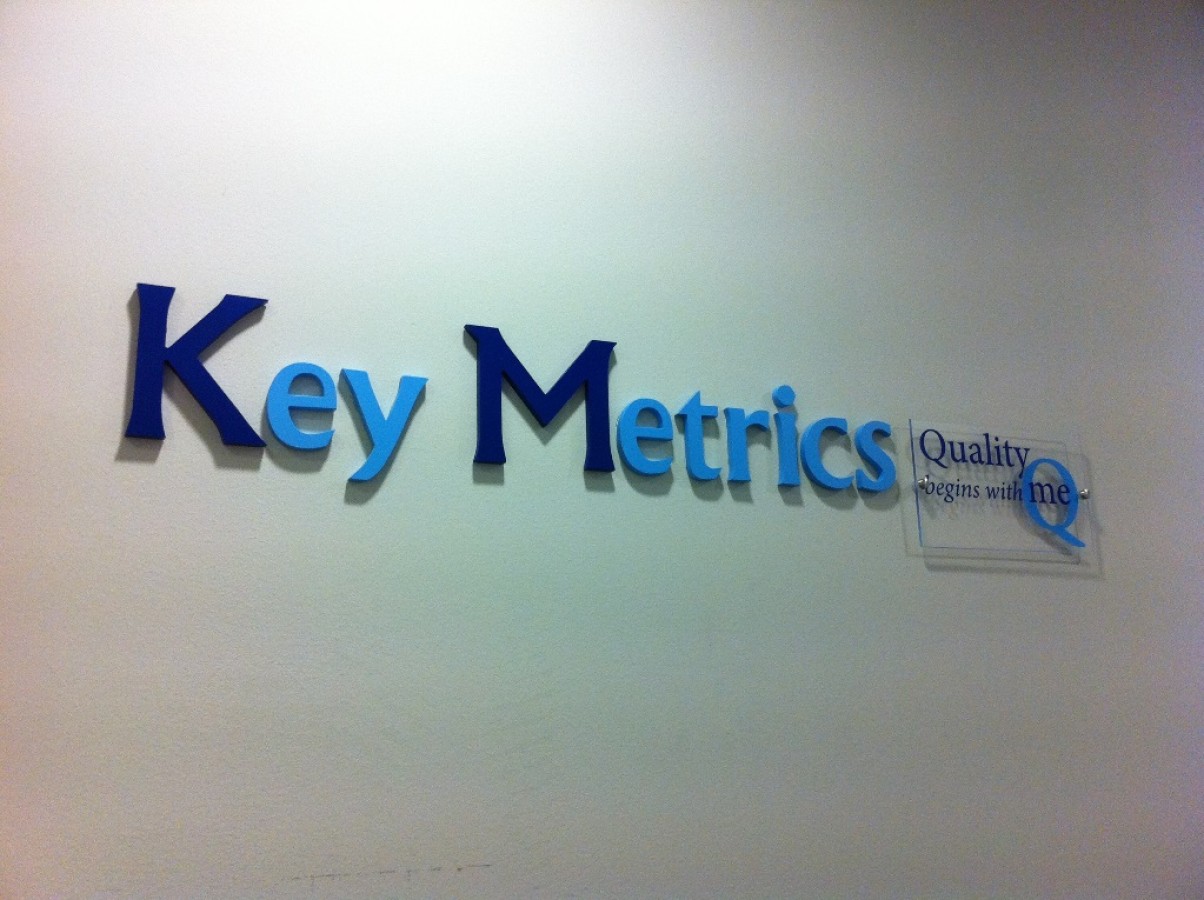 Key Metrics
Quality
begins with me
Q